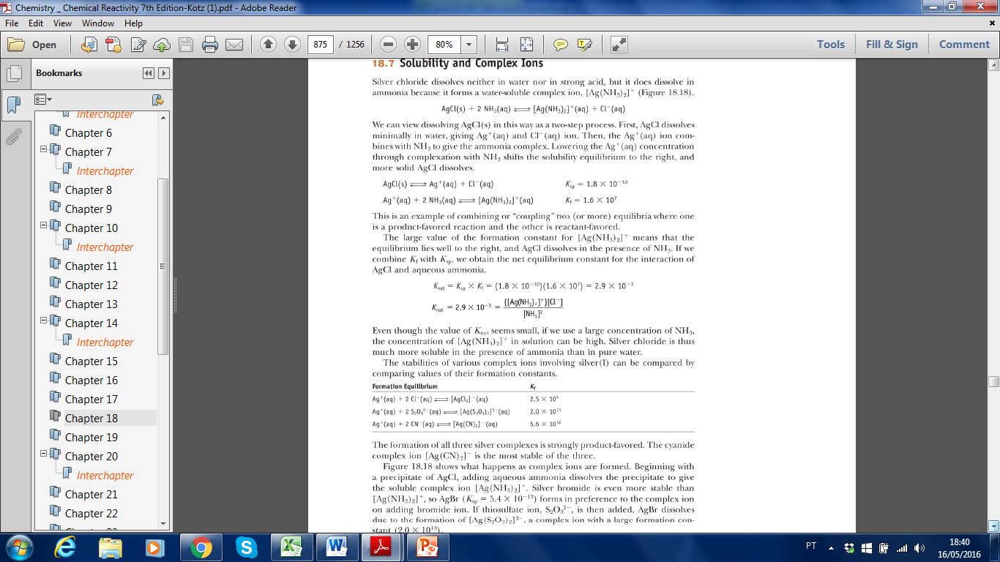 Chemistry _ Chemical Reactivity 7th Edition-Kotz (1).pdf - Adobe Reader
File Edit View Window Help
Open 875 / 1256 80% Tools Fill & Sign Comment
Bookmarks
Interchapter
Chapter 6
Chapter 7
Interchapter
Chapter 8
Chapter 9
Chapter 10
Interchapter
Chapter 11
Chapter 12
Chapter 13
Chapter 14
Interchapter
Chapter 15
Chapter 16
Chapter 17
Chapter 18
Chapter 19
Chapter 20
Interchapter
Chapter 21
Chapter 22
18.7 Solubility and Complex Ions
Silver chloride dissolves neither in water nor in strong acid, but it does dissolve in
ammonia because it forms a water-soluble complex ion, [Ag(NH₃)₂]⁺ (Figure 18.18).
AgCl(s) + 2 NH₃(aq) ⇌ [Ag(NH₃)₂]⁺(aq) + Cl⁻(aq)
We can view dissolving AgCl(s) in this way as a two-step process. First, AgCl dissolves
minimally in water, giving Ag⁺(aq) and Cl⁻(aq) ion. Then, the Ag⁺(aq) ion com-
bines with NH₃ to give the ammonia complex. Lowering the Ag⁺(aq) concentration
through complexation with NH₃ shifts the solubility equilibrium to the right, and
more solid AgCl dissolves.
AgCl(s) ⇌ Ag⁺(aq) + Cl⁻(aq) Ksp = 1.8 × 10⁻¹⁰
Ag⁺(aq) + 2 NH₃(aq) ⇌ [Ag(NH₃)₂]⁺(aq) Kf = 1.6 × 10⁷
This is an example of combining or “coupling” two (or more) equilibria where one
is a product-favored reaction and the other is reactant-favored.
The large value of the formation constant for [Ag(NH₃)₂]⁺ means that the
equilibrium lies well to the right, and AgCl dissolves in the presence of NH₃. If we
combine Kf with Ksp, we obtain the net equilibrium constant for the interaction of
AgCl and aqueous ammonia.
Knet = Ksp × Kf = (1.8 × 10⁻¹⁰)(1.6 × 10⁷) = 2.9 × 10⁻³
Knet = 2.9 × 10⁻³ = {[Ag(NH₃)₂]⁺}[Cl⁻]
[NH₃]²
Even though the value of Knet seems small, if we use a large concentration of NH₃,
the concentration of [Ag(NH₃)₂]⁺ in solution can be high. Silver chloride is thus
much more soluble in the presence of ammonia than in pure water.
The stabilities of various complex ions involving silver(I) can be compared by
comparing values of their formation constants.
Formation Equilibrium Kf
Ag⁺(aq) + 2 Cl⁻(aq) ⇌ [AgCl₂]⁻(aq) 2.5 × 10⁵
Ag⁺(aq) + 2 S₂O₃²⁻(aq) ⇌ [Ag(S₂O₃)₂]³⁻(aq) 2.0 × 10¹³
Ag⁺(aq) + 2 CN⁻(aq) ⇌ [Ag(CN)₂]⁻(aq) 5.6 × 10¹⁸
The formation of all three silver complexes is strongly product-favored. The cyanide
complex ion [Ag(CN)₂]⁻ is the most stable of the three.
Figure 18.18 shows what happens as complex ions are formed. Beginning with
a precipitate of AgCl, adding aqueous ammonia dissolves the precipitate to give
the soluble complex ion [Ag(NH₃)₂]⁺. Silver bromide is even more stable than
[Ag(NH₃)₂]⁺, so AgBr (Ksp = 5.4 × 10⁻¹³) forms in preference to the complex ion
on adding bromide ion. If thiosulfate ion, S₂O₃²⁻, is then added, AgBr dissolves
due to the formation of [Ag(S₂O₃)₂]³⁻, a complex ion with a large formation con-
stant (2.0 × 10¹³).
PT
18:40
16/05/2016